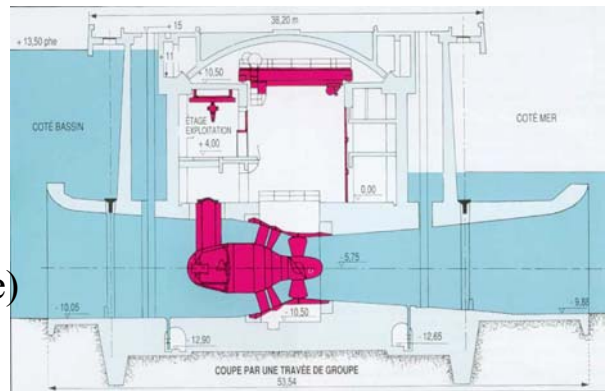 38,20 m
+ 15
+ 13,50 phe
+ 11
+ 10,50
COTÉ BASSIN
ÉTAGE
EXPLOITATION
COTÉ MER
+ 4,00
0,00
e)
- 5,75
- 10,05
- 10,50
- 9,88
- 12,90
- 12,65
COUPE PAR UNE TRAVÉE DE GROUPE
53,54